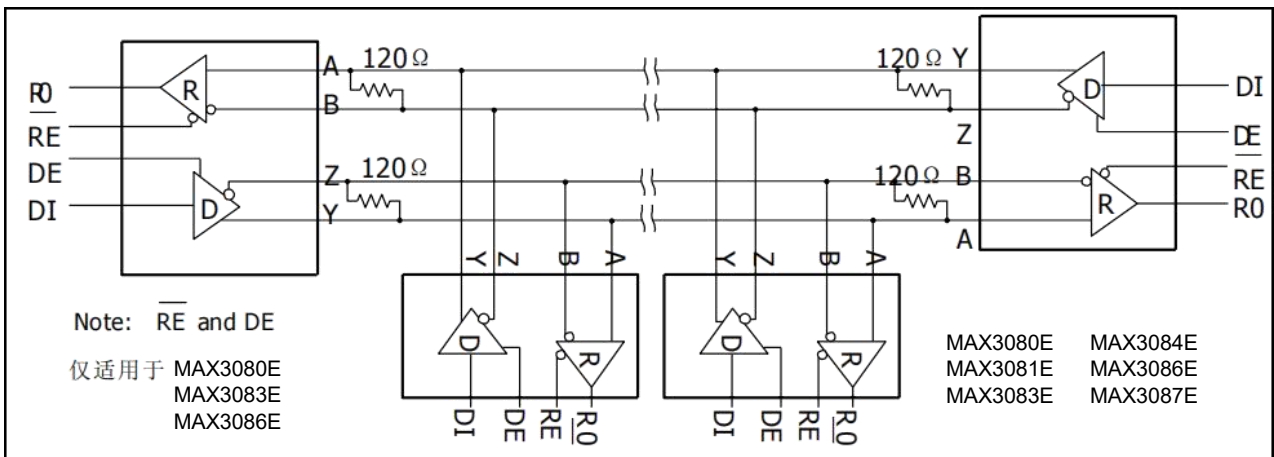 120Ω
120Ω Y
A
R0
R
B
D
DI
RE
Z
DE
DE
Z 120Ω
120Ω B
RE
DI
D
Y
R
R0
A
Y Z B A
Y Z B A
Note: RE and DE
仅适用于 MAX3080E
MAX3083E
MAX3086E
D R
D R
MAX3080E MAX3084E
MAX3081E MAX3086E
MAX3083E MAX3087E
DI DE RE R0
DI DE RE R0